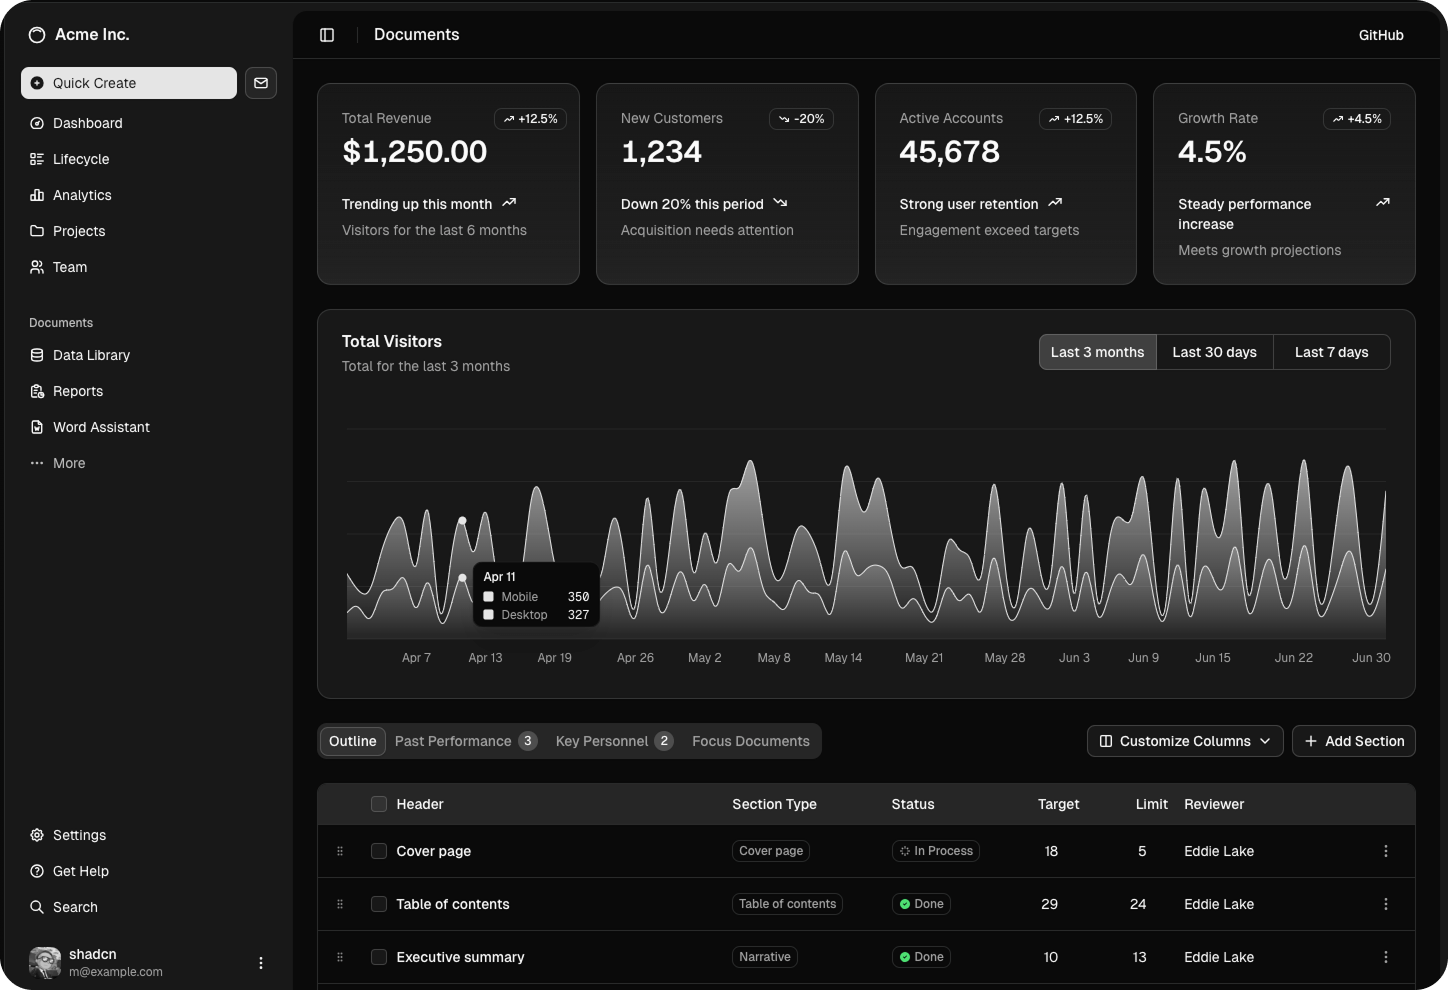 Acme Inc.
Quick Create
Dashboard
Lifecycle
Analytics
Projects
Team
Documents
Data Library
Reports
Word Assistant
More
Settings
Get Help
Search
shadcn
m@example.com
Documents
GitHub
Total Revenue
+12.5%
$1,250.00
Trending up this month
Visitors for the last 6 months
New Customers
-20%
1,234
Down 20% this period
Acquisition needs attention
Active Accounts
+12.5%
45,678
Strong user retention
Engagement exceed targets
Growth Rate
+4.5%
4.5%
Steady performance
increase
Meets growth projections
Total Visitors
Total for the last 3 months
Last 3 months Last 30 days Last 7 days
Apr 11
Mobile 350
Desktop 327
Apr 7 Apr 13 Apr 19 Apr 26 May 2 May 8 May 14 May 21 May 28 Jun 3 Jun 9 Jun 15 Jun 22 Jun 30
Outline Past Performance 3 Key Personnel 2 Focus Documents
Customize Columns Add Section
Header Section Type Status Target Limit Reviewer
Cover page Cover page In Process 18 5 Eddie Lake
Table of contents Table of contents Done 29 24 Eddie Lake
Executive summary Narrative Done 10 13 Eddie Lake